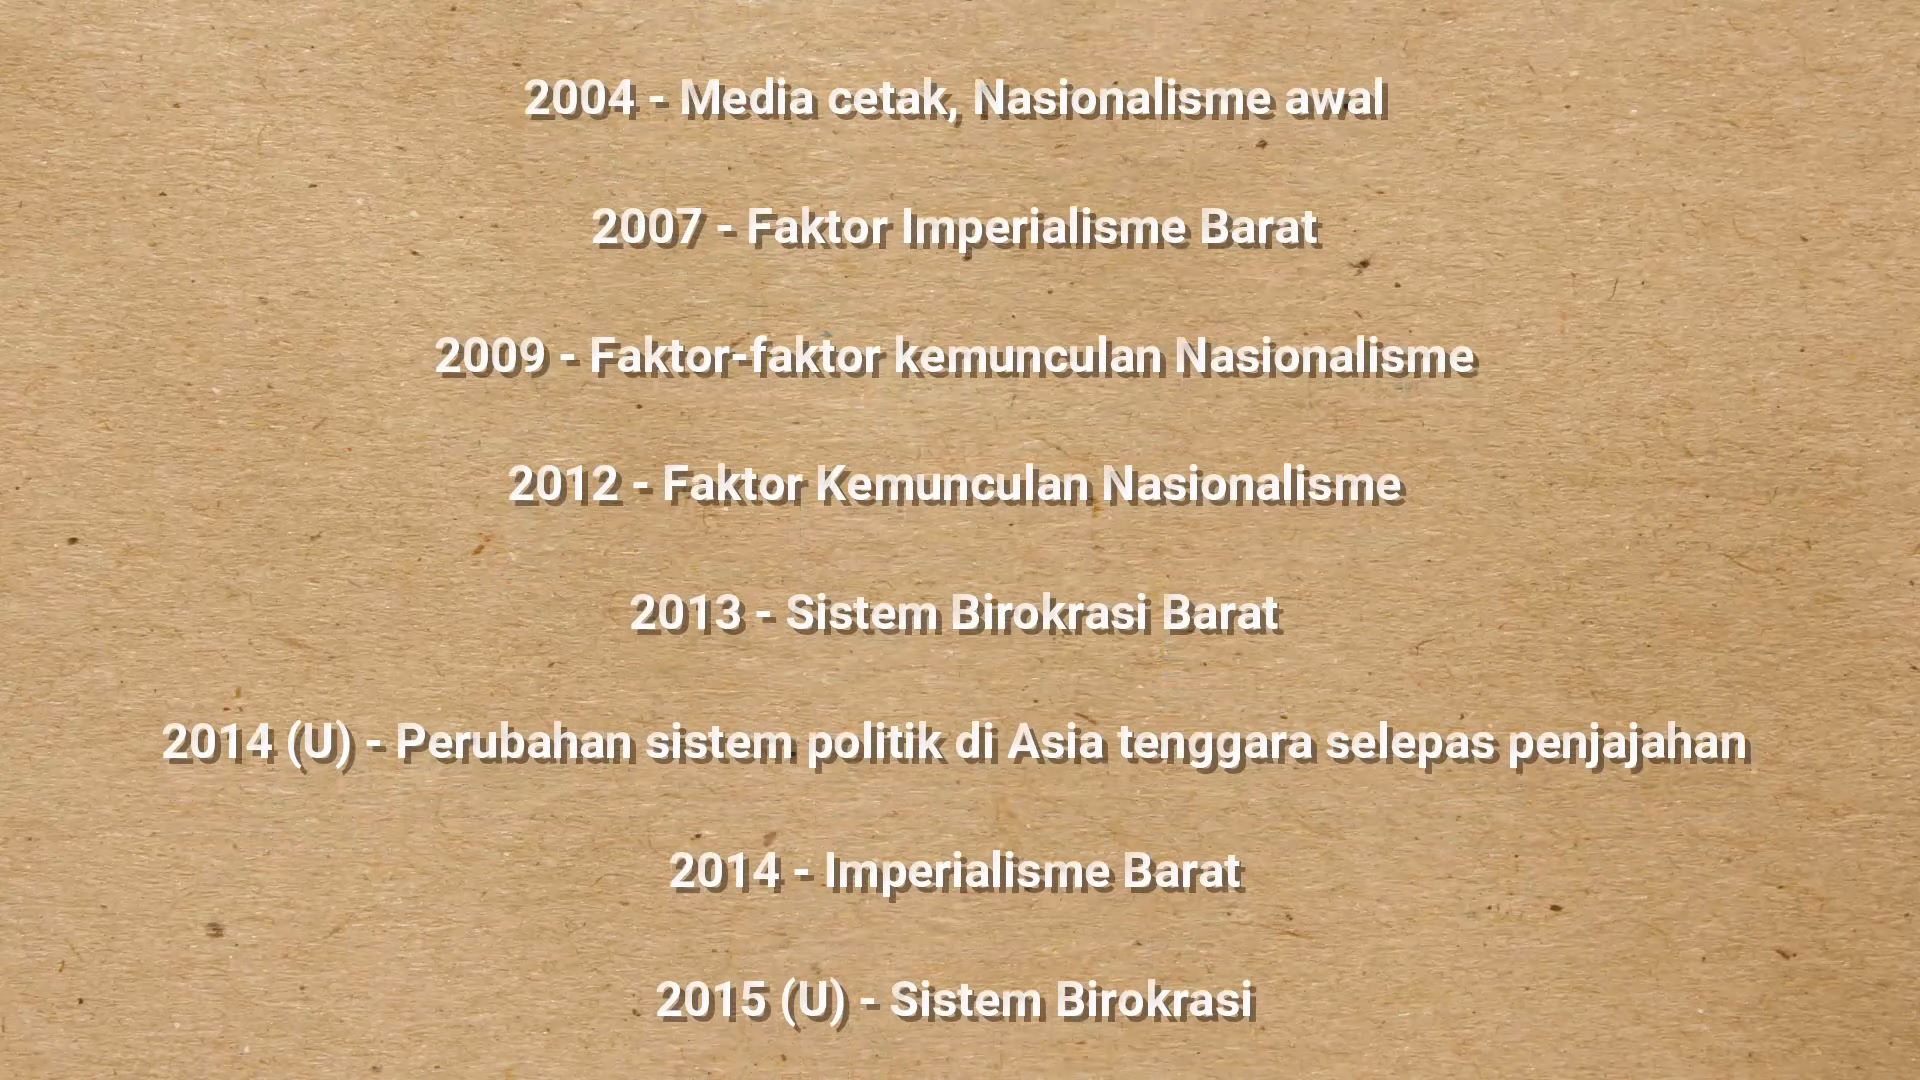 2004 - Media cetak, Nasionalisme awal
2007 - Faktor Imperialisme Barat
2009 - Faktor-faktor kemunculan Nasionalisme
2012 - Faktor Kemunculan Nasionalisme
2013 - Sistem Birokrasi Barat
2014 (U) - Perubahan sistem politik di Asia tenggara selepas penjajahan
2014 - Imperialisme Barat
2015 (U) - Sistem Birokrasi